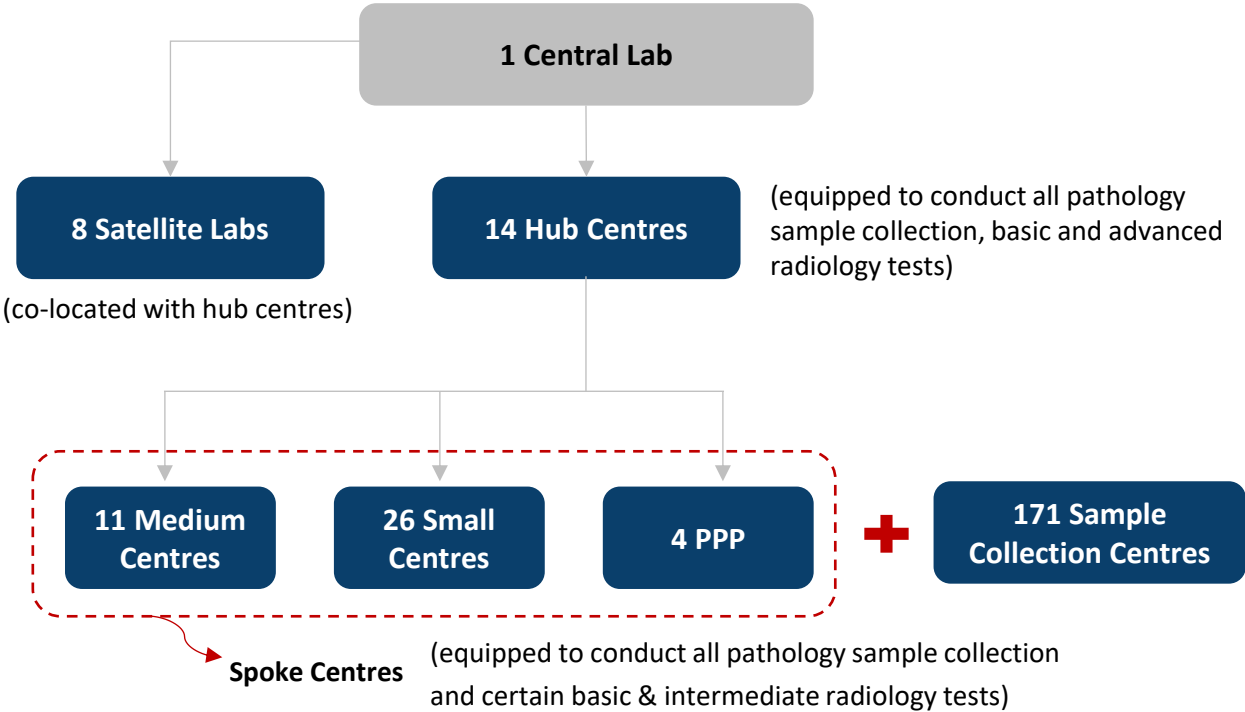 1 Central Lab
8 Satellite Labs
14 Hub Centres
(equipped to conduct all pathology
sample collection, basic and advanced
radiology tests)
(co-located with hub centres)
11 Medium
Centres
26 Small
Centres
4 PPP
171 Sample
Collection Centres
Spoke Centres
(equipped to conduct all pathology sample collection
and certain basic & intermediate radiology tests)